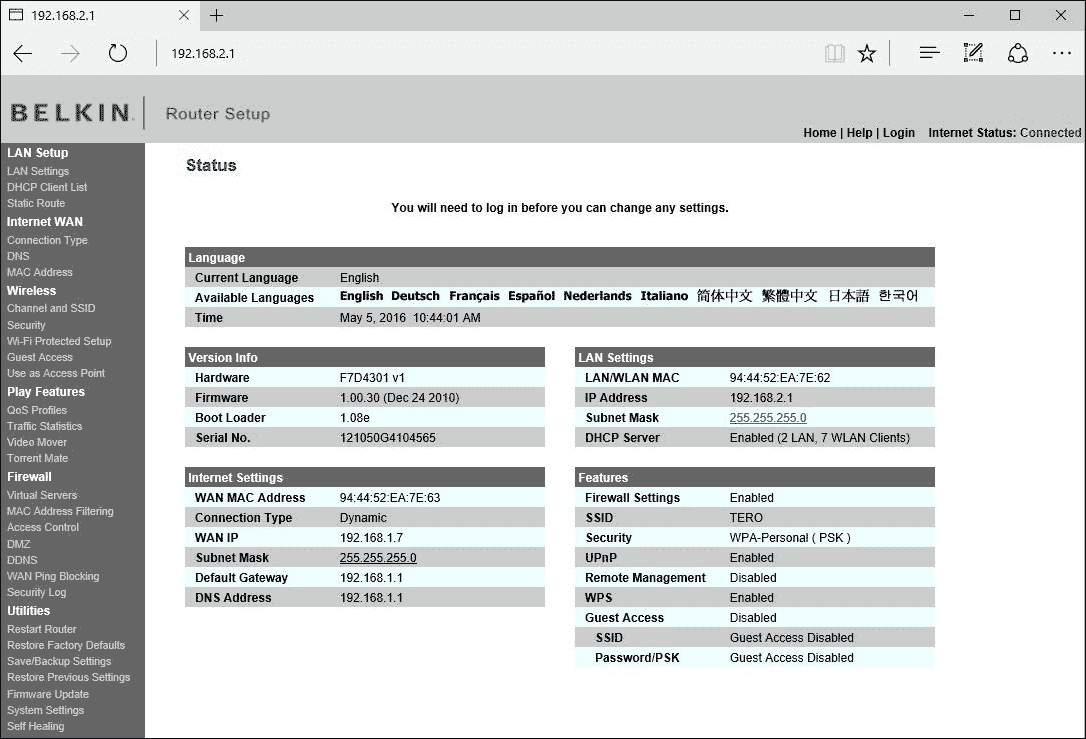 192.168.2.1
192.168.2.1
BELKIN.
Router Setup
Home | Help | Login Internet Status: Connected
LAN Setup
LAN Settings
DHCP Client List
Static Route
Internet WAN
Connection Type
DNS
MAC Address
Wireless
Channel and SSID
Security
Wi-Fi Protected Setup
Guest Access
Use as Access Point
Play Features
QoS Profiles
Traffic Statistics
Video Mover
Torrent Mate
Firewall
Virtual Servers
MAC Address Filtering
Access Control
DMZ
DDNS
WAN Ping Blocking
Security Log
Utilities
Restart Router
Restore Factory Defaults
Save/Backup Settings
Restore Previous Settings
Firmware Update
System Settings
Self Healing
Status
You will need to log in before you can change any settings.
Language
Current Language English
Available Languages English Deutsch Français Español Nederlands Italiano 简体中文 繁體中文 日本語 한국어
Time May 5, 2016 10:44:01 AM
Version Info
Hardware F7D4301 v1
Firmware 1.00.30 (Dec 24 2010)
Boot Loader 1.08e
Serial No. 121050G4104565
LAN Settings
LAN/WLAN MAC 94:44:52:EA:7E:62
IP Address 192.168.2.1
Subnet Mask 255.255.255.0
DHCP Server Enabled (2 LAN, 7 WLAN Clients)
Internet Settings
WAN MAC Address 94:44:52:EA:7E:63
Connection Type Dynamic
WAN IP 192.168.1.7
Subnet Mask 255.255.255.0
Default Gateway 192.168.1.1
DNS Address 192.168.1.1
Features
Firewall Settings Enabled
SSID TERO
Security WPA-Personal ( PSK )
UPnP Enabled
Remote Management Disabled
WPS Enabled
Guest Access Disabled
SSID Guest Access Disabled
Password/PSK Guest Access Disabled